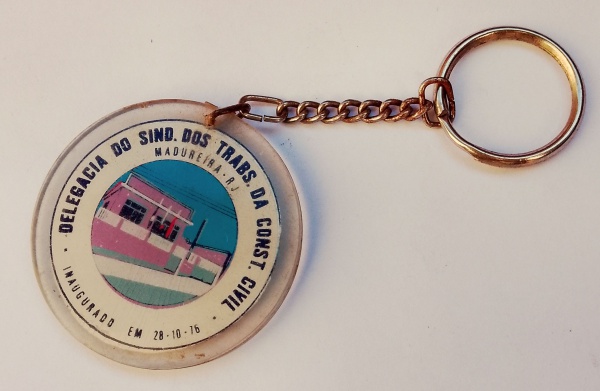 DELEGACIA DO SIND. DOS TRABS. DA CONST. CIVIL
MADUREIRA-RJ
INAUGURADO EM 28-10-76